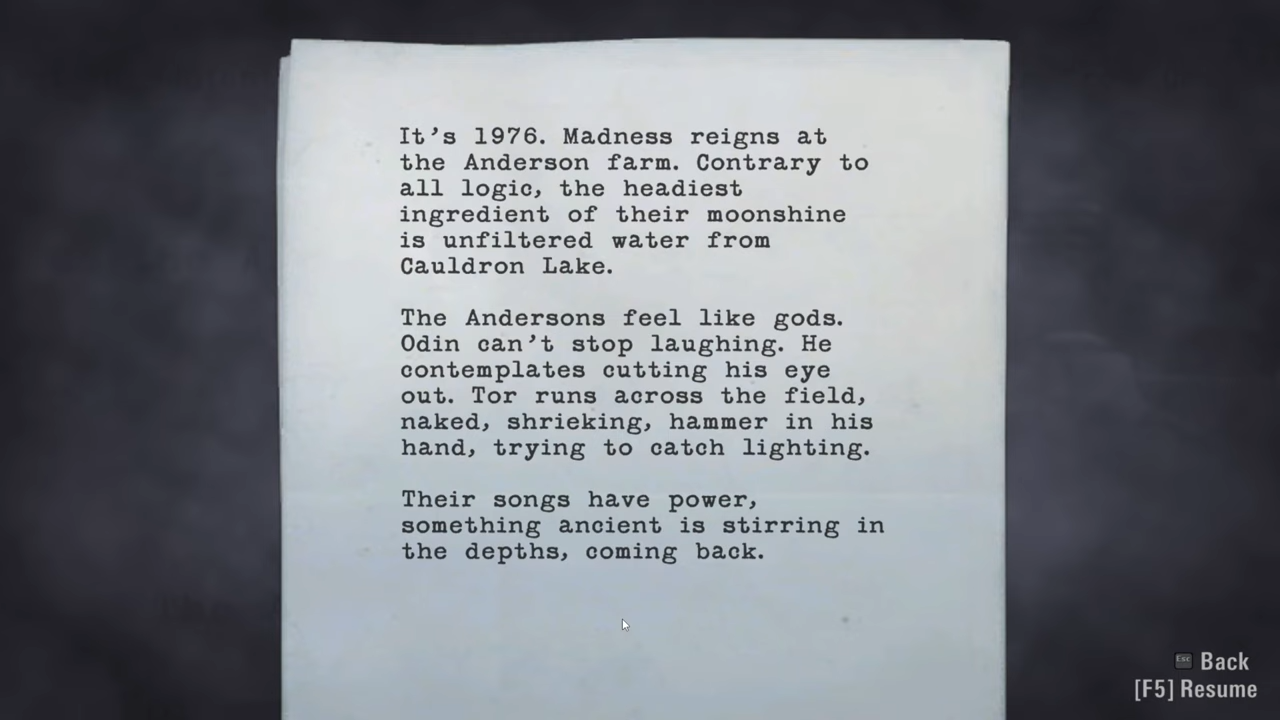 It's 1976. Madness reigns at
the Anderson farm. Contrary to
all logic, the headiest
ingredient of their moonshine
is unfiltered water from
Cauldron Lake.
The Andersons feel like gods.
Odin can't stop laughing. He
contemplates cutting his eye
out. Tor runs across the field,
naked, shrieking, hammer in his
hand, trying to catch lighting.
Their songs have power,
something ancient is stirring in
the depths, coming back.
Esc Back
[F5] Resume